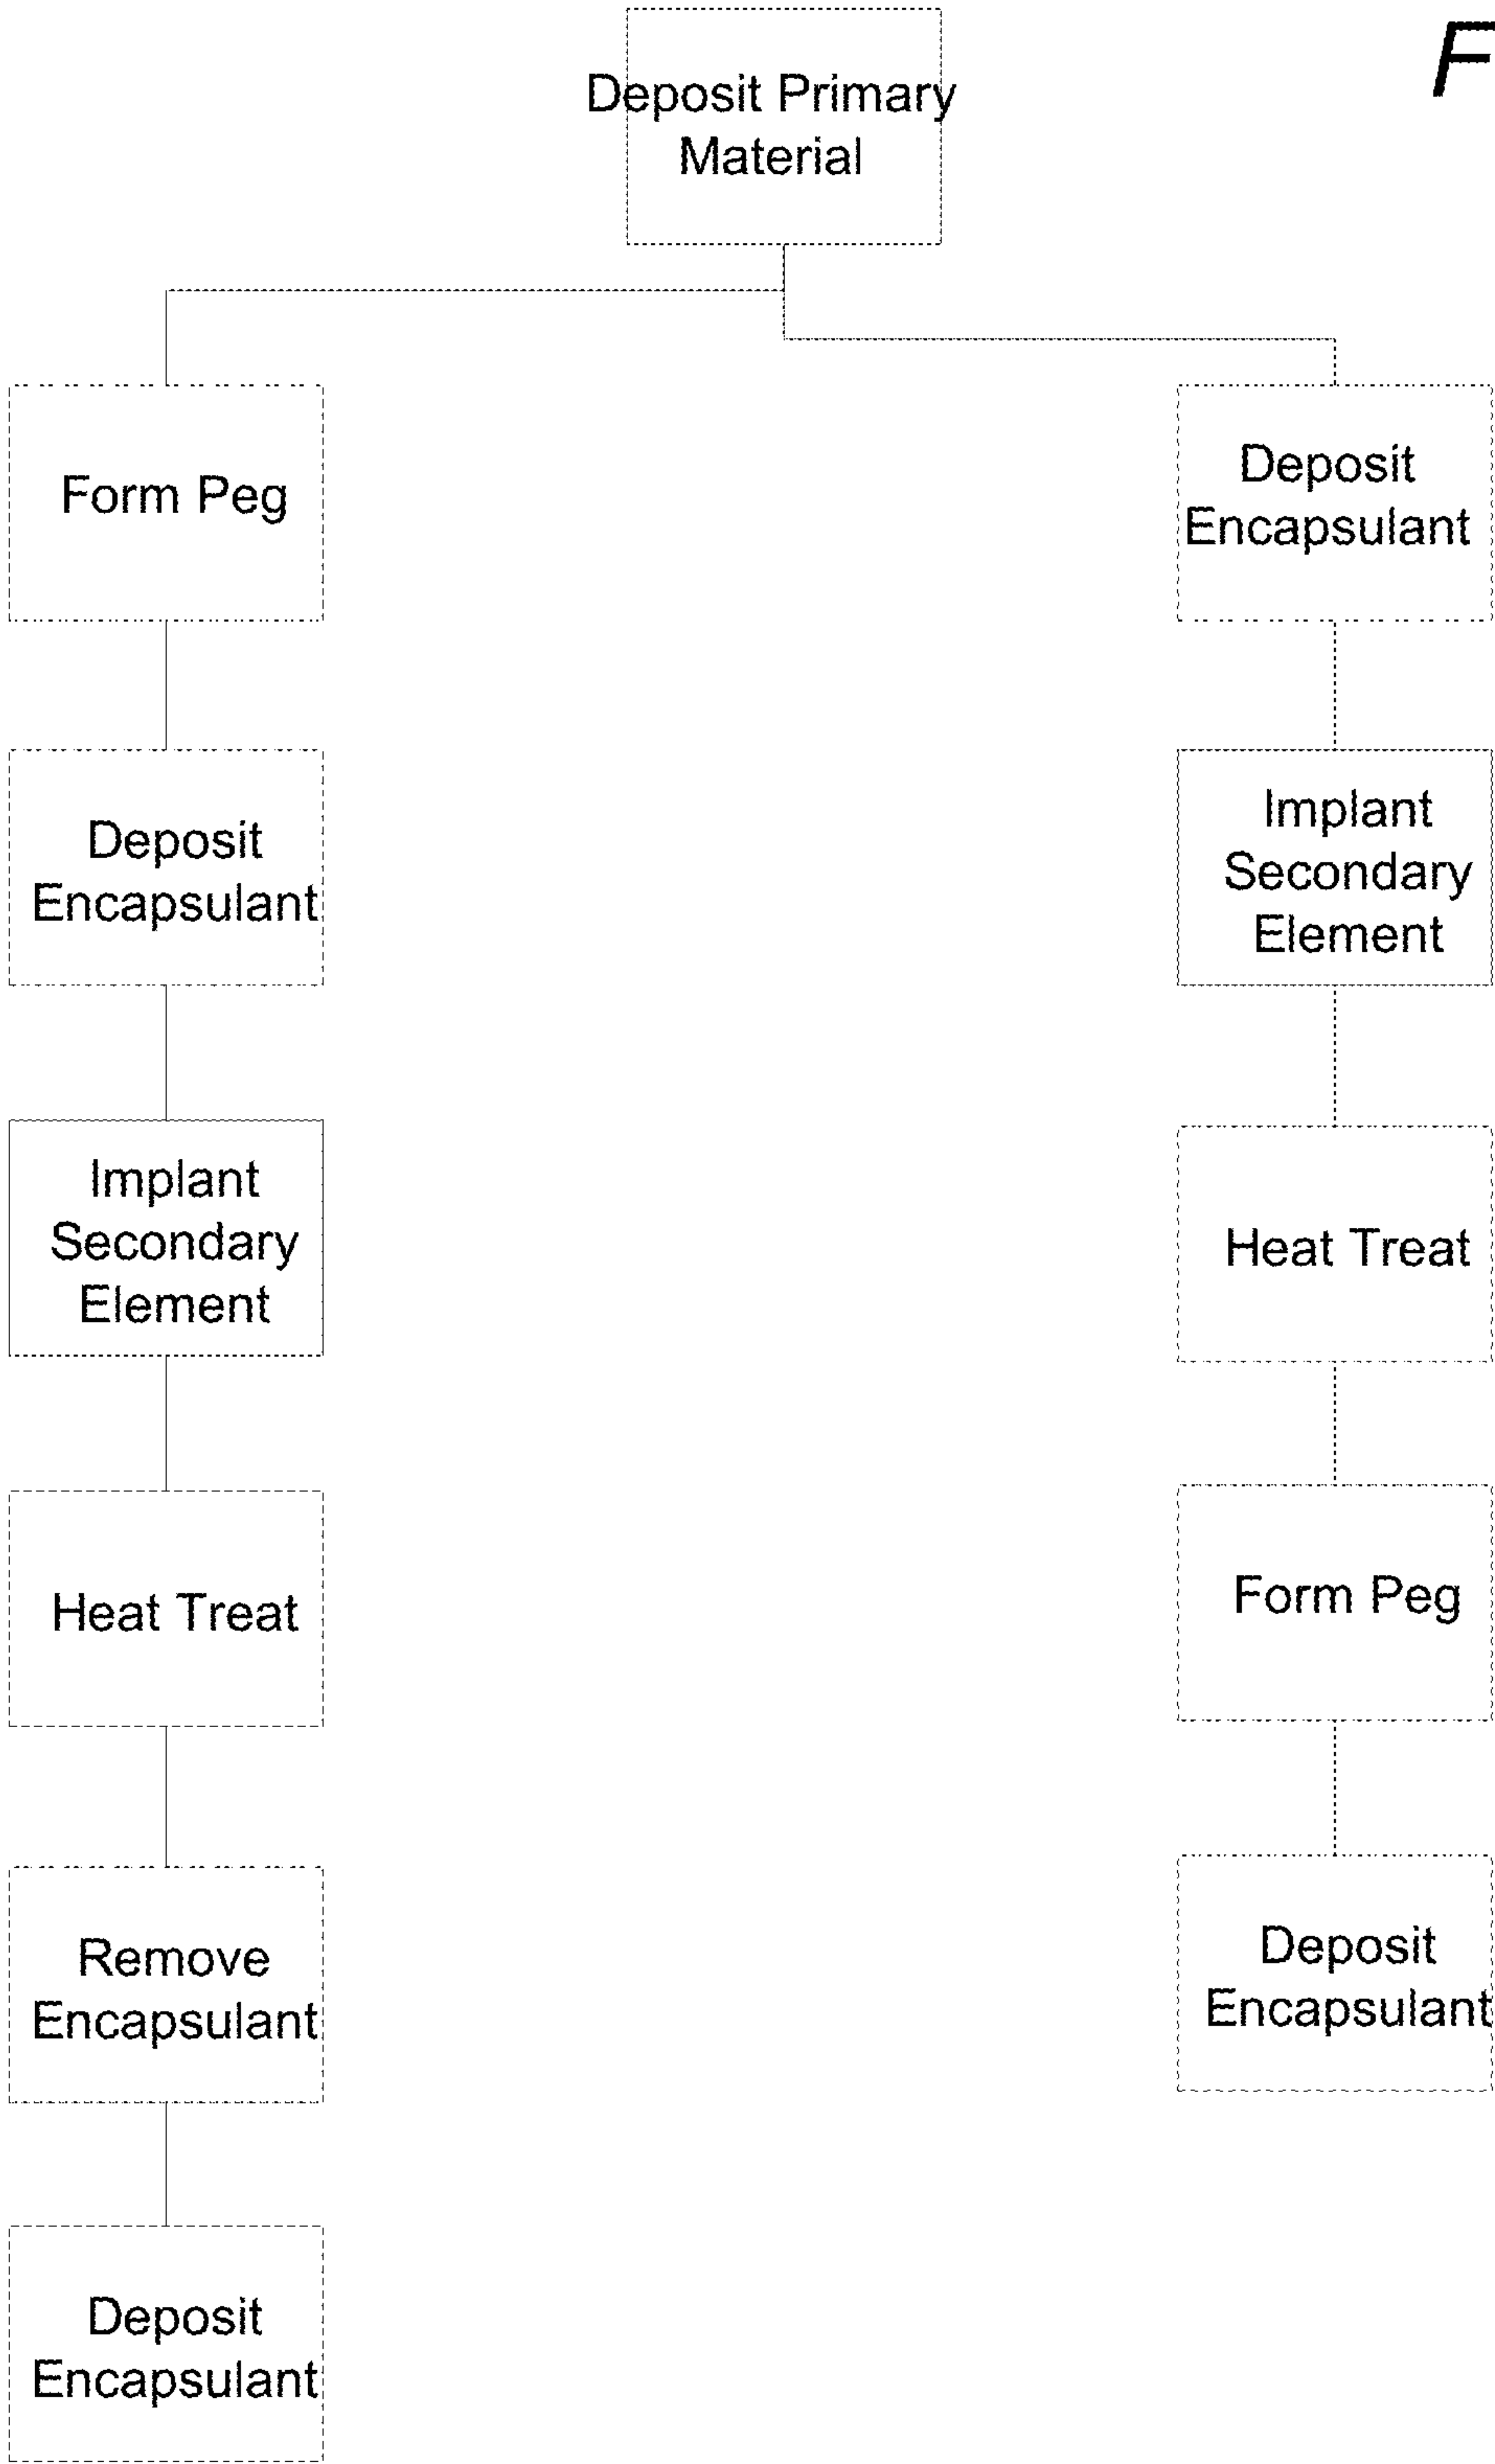 F
Deposit Primary
Material
Form Peg
Deposit
Encapsulant
Implant
Secondary
Element
Heat Treat
Remove
Encapsulant
Deposit
Encapsulant
Deposit
Encapsulant
Implant
Secondary
Element
Heat Treat
Form Peg
Deposit
Encapsulant